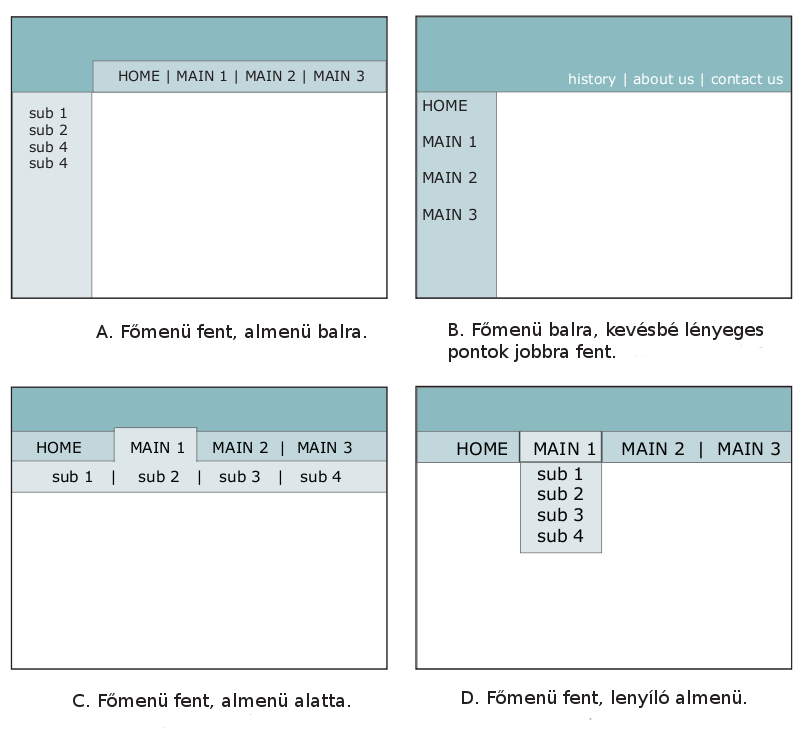 HOME | MAIN 1 | MAIN 2 | MAIN 3
sub 1
sub 2
sub 4
sub 4
A. Főmenü fent, almenü balra.
history | about us | contact us
HOME
MAIN 1
MAIN 2
MAIN 3
B. Főmenü balra, kevésbé lényeges
pontok jobbra fent.
HOME MAIN 1 MAIN 2 | MAIN 3
sub 1 | sub 2 | sub 3 | sub 4
C. Főmenü fent, almenü alatta.
HOME MAIN 1 MAIN 2 | MAIN 3
sub 1
sub 2
sub 3
sub 4
D. Főmenü fent, lenyíló almenü.